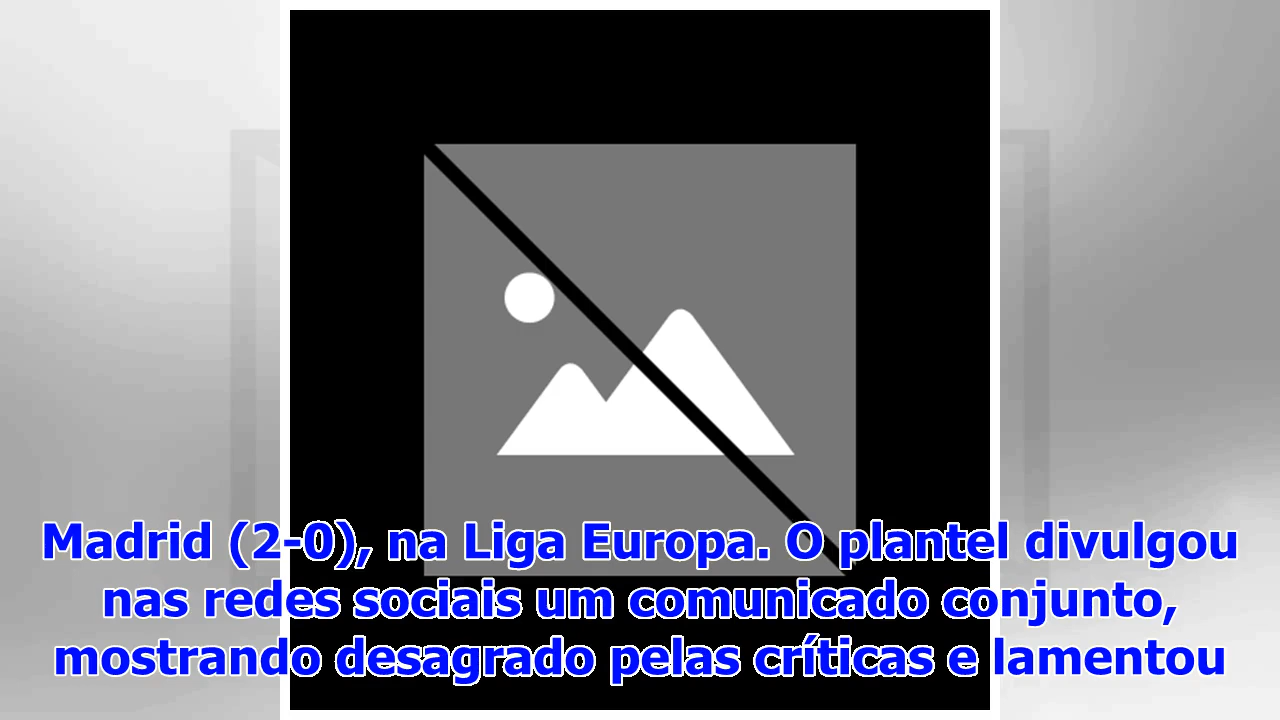 Madrid (2-0), na Liga Europa. O plantel divulgou
nas redes sociais um comunicado conjunto,
mostrando desagrado pelas críticas e lamentou